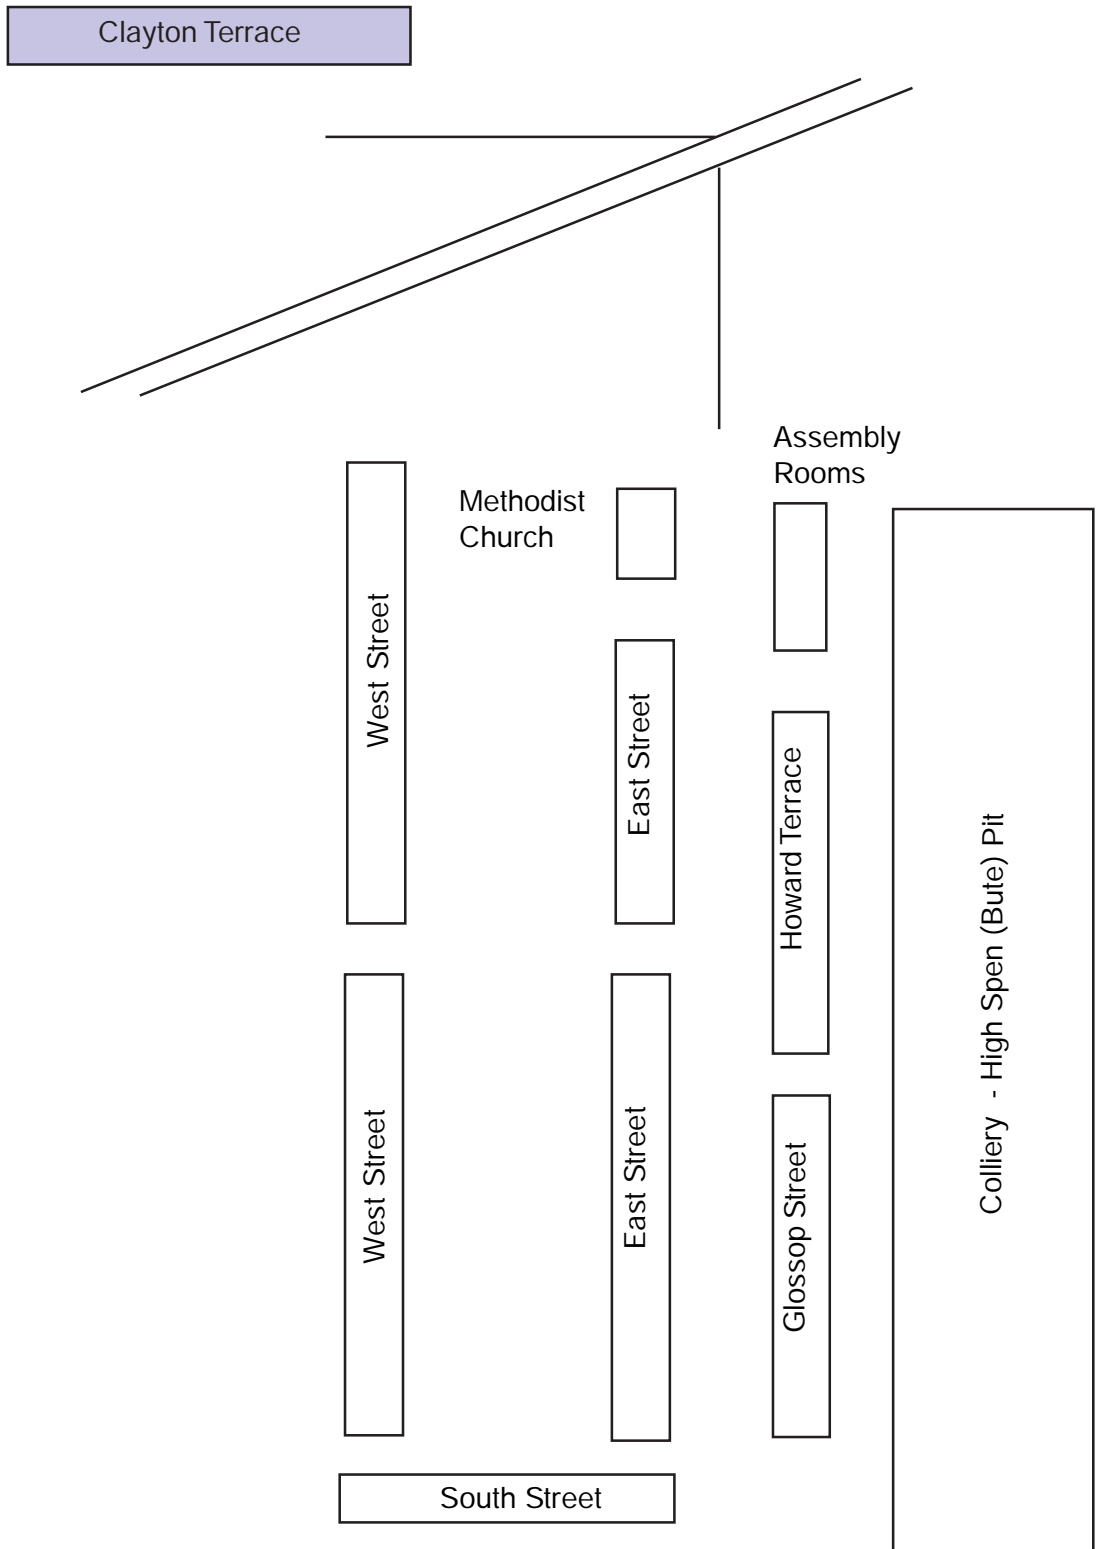 Clayton Terrace
Assembly
Rooms
Methodist
Church
West Street
East Street
Howard Terrace
Colliery - High Spen (Bute) Pit
West Street
East Street
Glossop Street
South Street